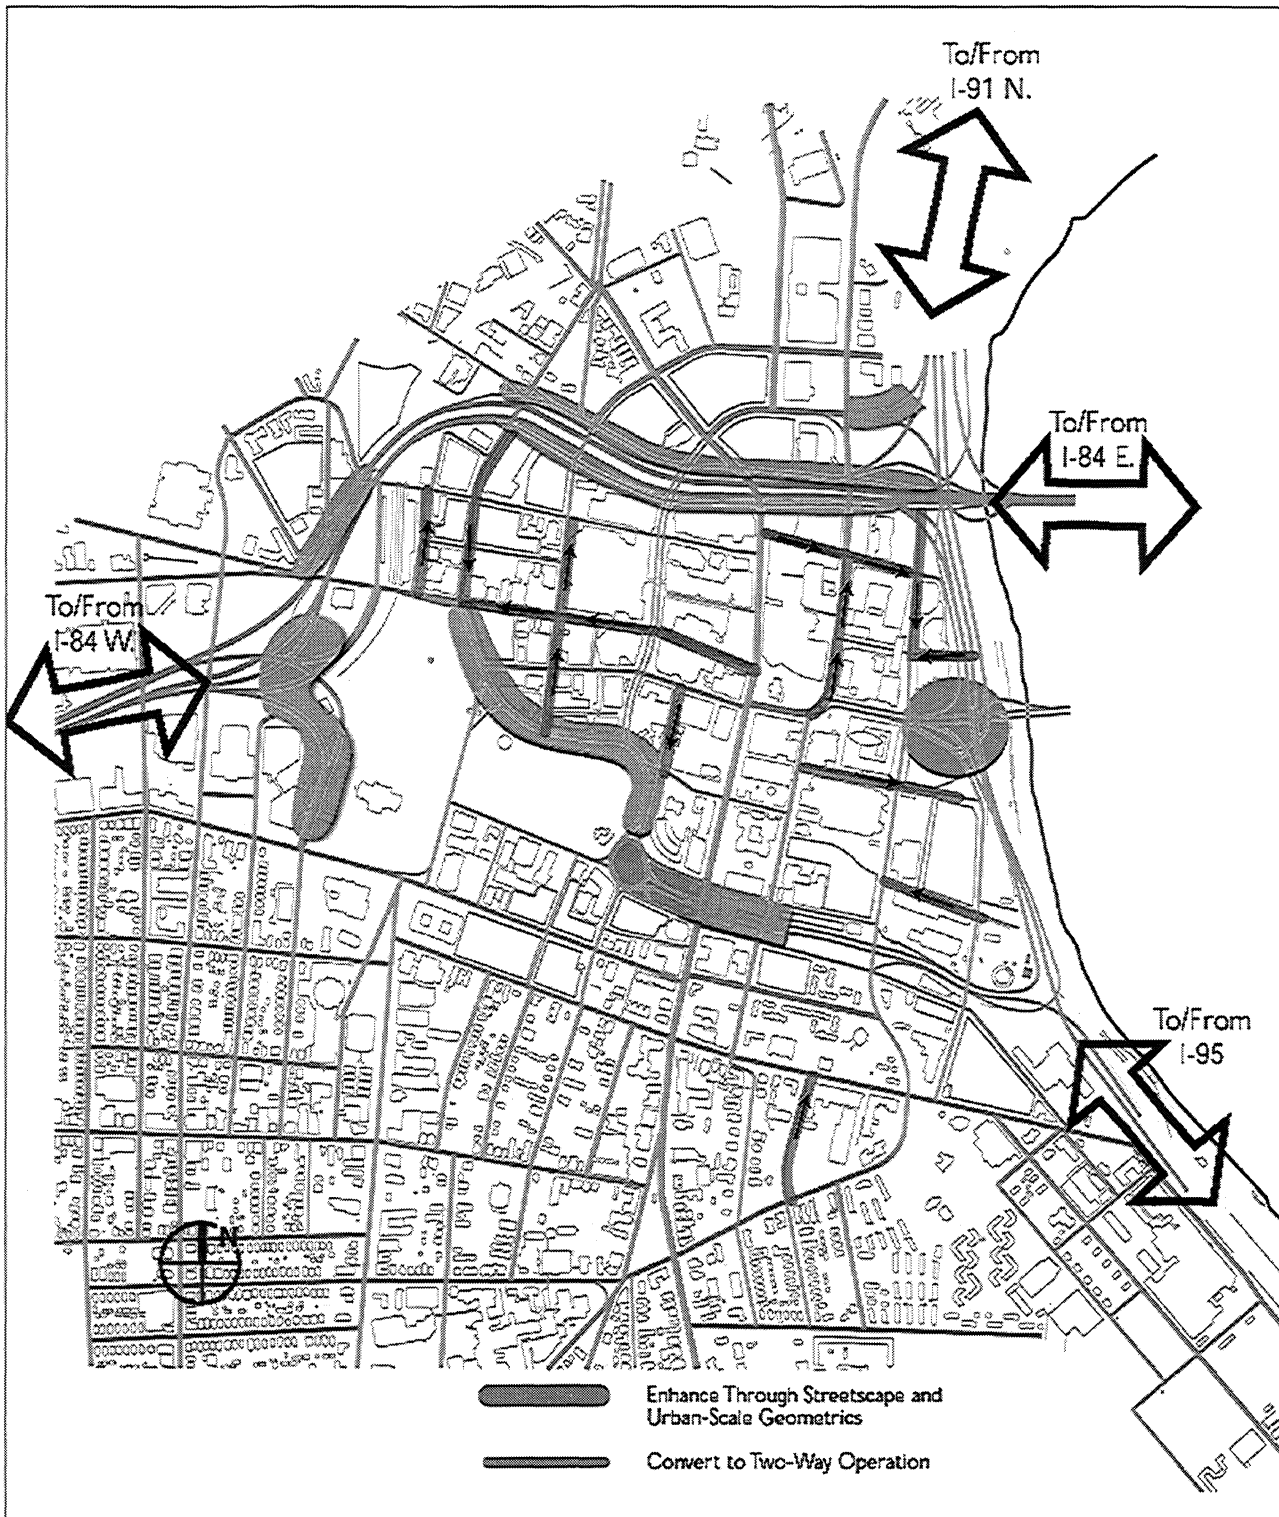 To/From
I-91 N.
To/From
I-84 E.
To/From
I-84 W.
To/From
I-95
N
Enhance Through Streetscape and
Urban-Scale Geometrics
Convert to Two-Way Operation